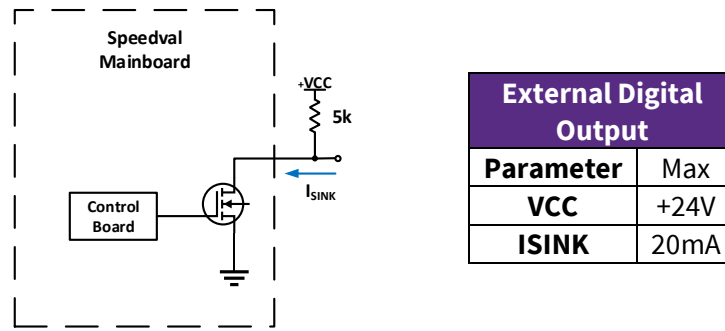 Speedval
Mainboard
+VCC
5k
ISINK
Control
Board
External Digital
Output
Parameter Max
VCC +24V
ISINK 20mA